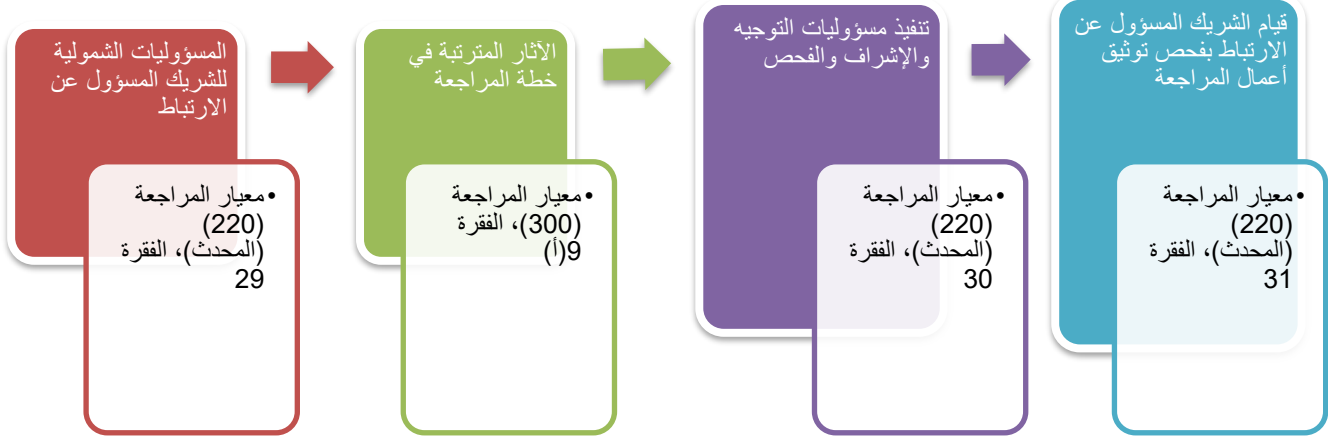 المسؤوليات الشمولية
للشريك المسؤول عن
الارتباط
•معيار المراجعة
(220)
(المحدث)، الفقرة
29
الآثار المترتبة في
خطة المراجعة
•معيار المراجعة
(300)، الفقرة
9(أ)
تنفيذ مسؤوليات التوجيه
والإشراف والفحص
•معيار المراجعة
(220)
(المحدث)، الفقرة
30
قيام الشريك المسؤول عن
الارتباط بفحص توثيق
أعمال المراجعة
•معيار المراجعة
(220)
(المحدث)، الفقرة
31